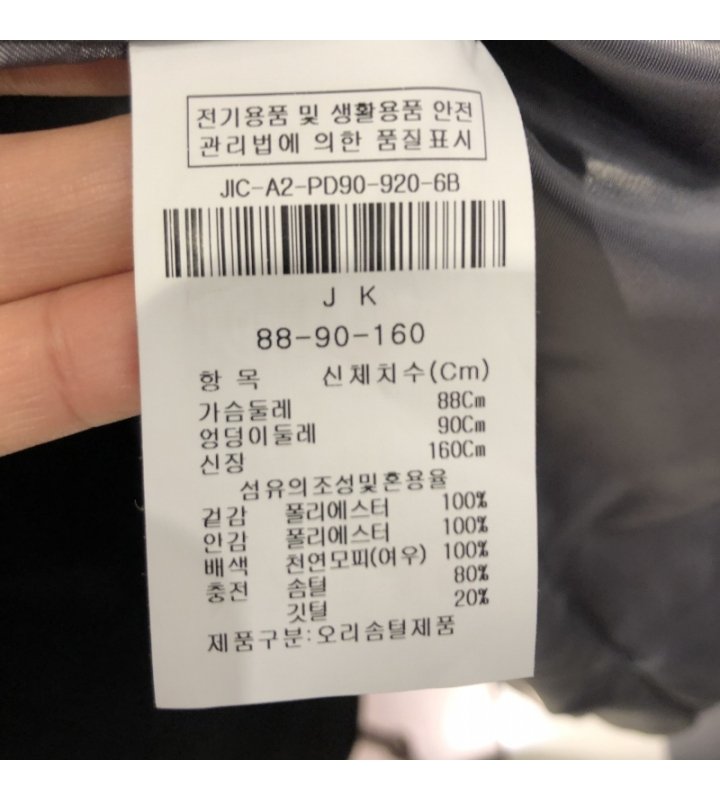 전기용품 및 생활용품 안전
관리법에 의한 품질표시
JIC-A2-PD90-920-6B
J K
88-90-160
항 목 신체치수(Cm)
가슴둘레 88Cm
엉덩이둘레 90Cm
신장 160Cm
섬유의조성및혼용율
겉감 폴리에스터 100%
안감 폴리에스터 100%
배색 천연모피(여우) 100%
충전 솜털 80%
깃털 20%
제품구분:오리솜털제품